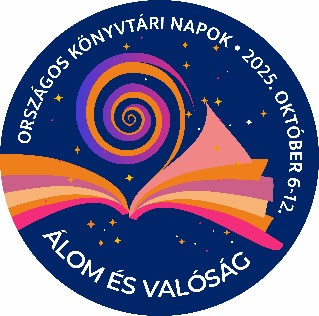 ORSZÁGOS KÖNYVTÁRI NAPOK • 2025. OKTÓBER 6-12.
ÁLOM ÉS VALÓSÁG